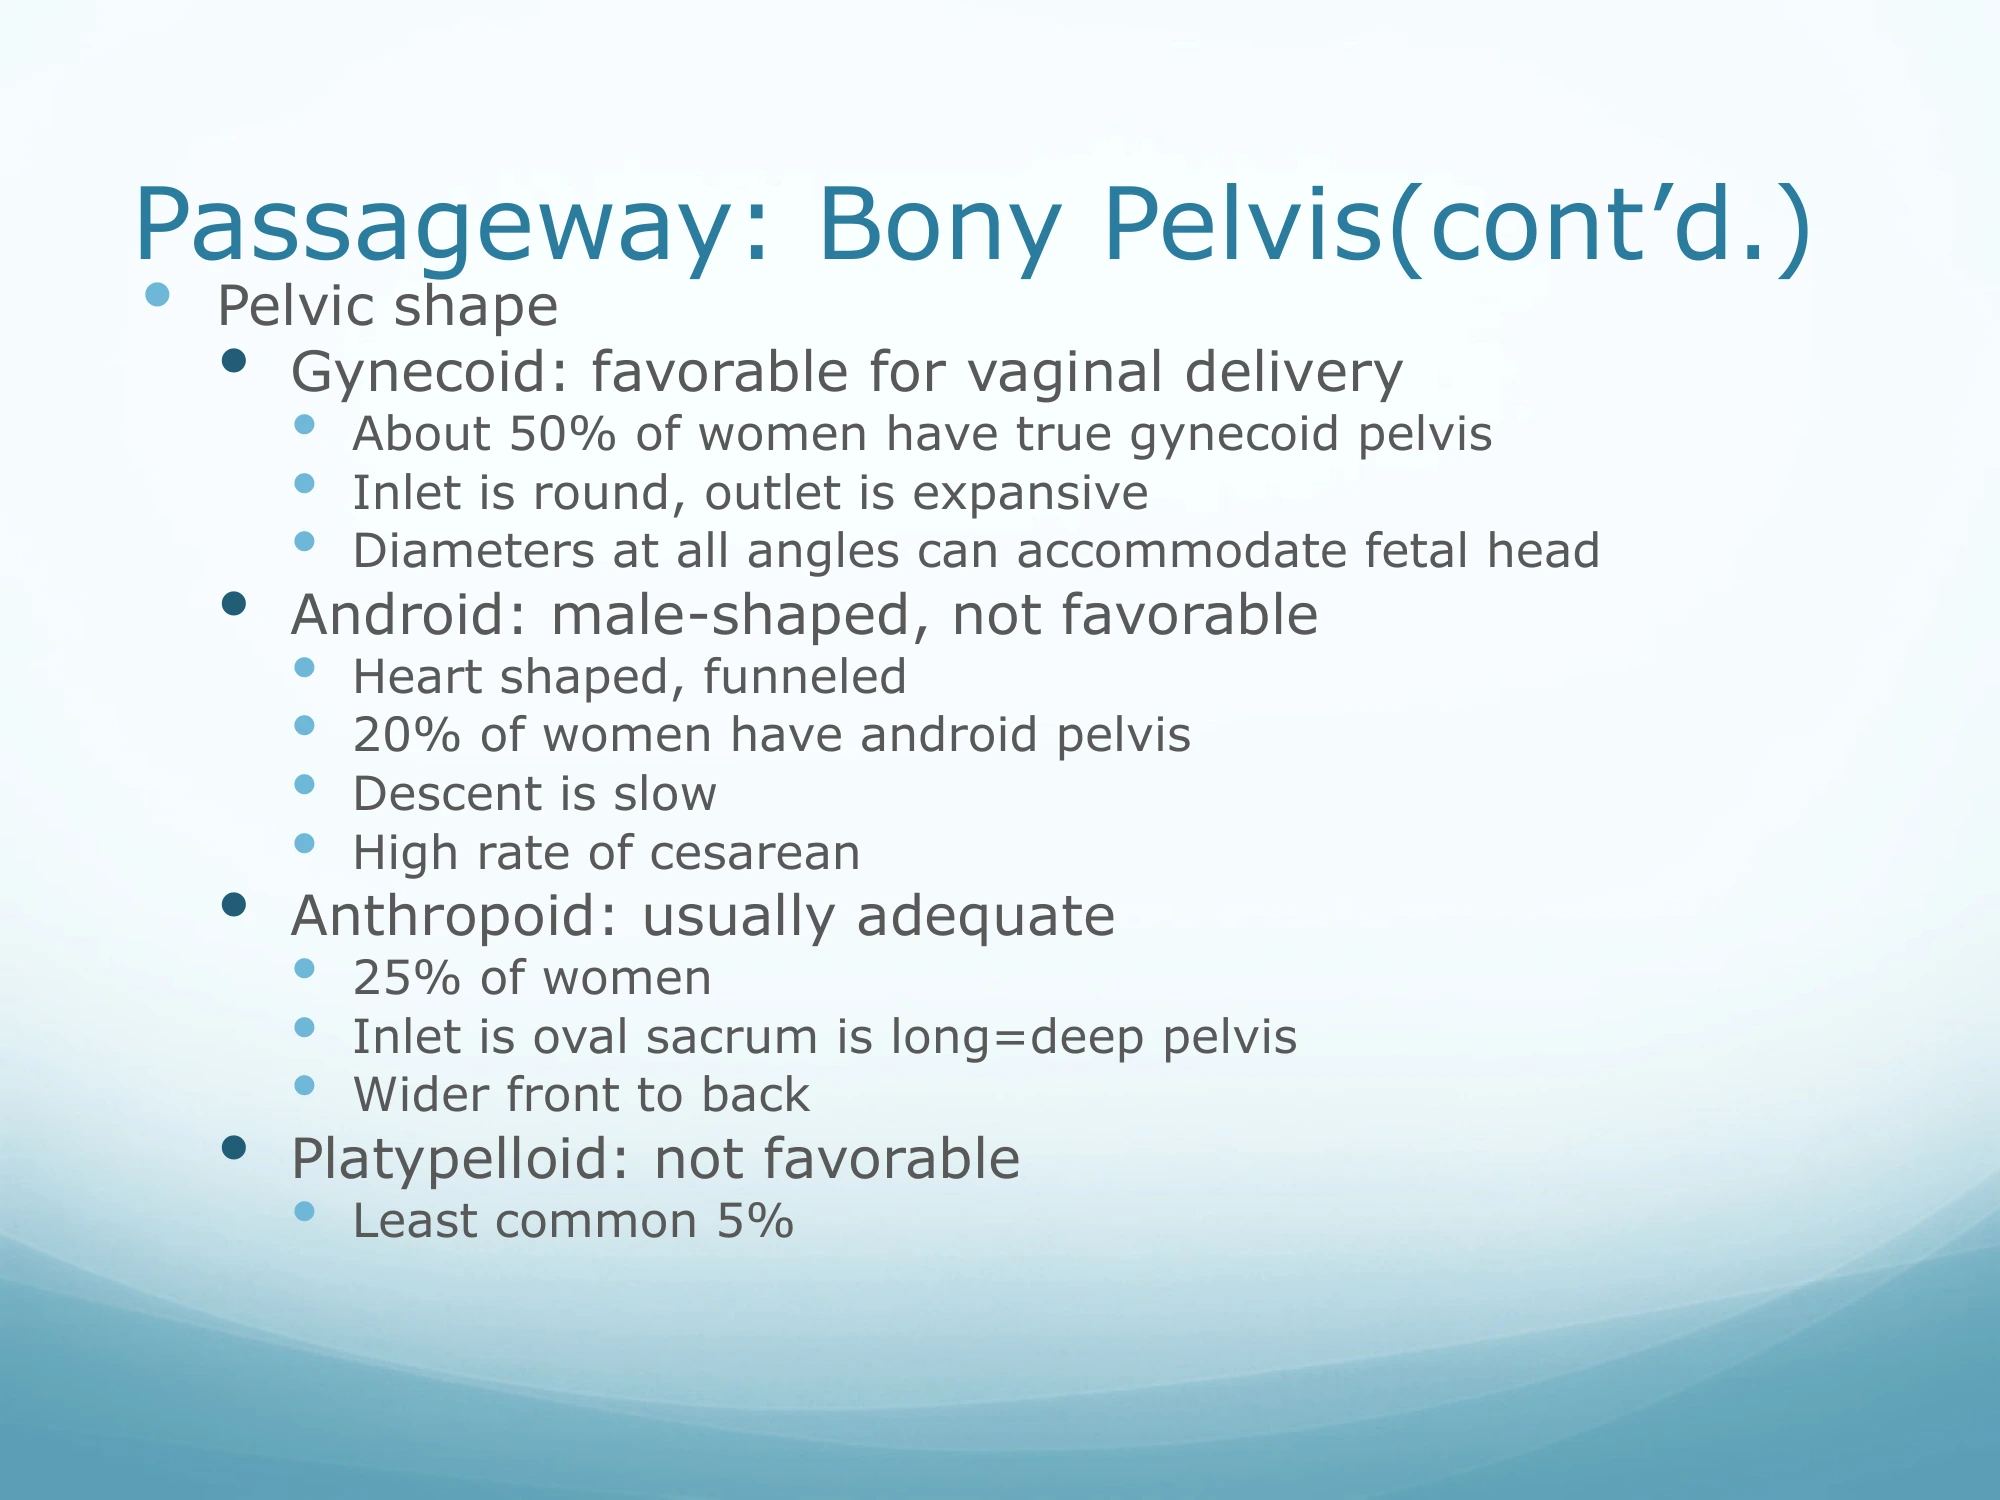 Passageway: Bony Pelvis(cont’d.)
• Pelvic shape
• Gynecoid: favorable for vaginal delivery
• About 50% of women have true gynecoid pelvis
• Inlet is round, outlet is expansive
• Diameters at all angles can accommodate fetal head
• Android: male-shaped, not favorable
• Heart shaped, funneled
• 20% of women have android pelvis
• Descent is slow
• High rate of cesarean
• Anthropoid: usually adequate
• 25% of women
• Inlet is oval sacrum is long=deep pelvis
• Wider front to back
• Platypelloid: not favorable
• Least common 5%